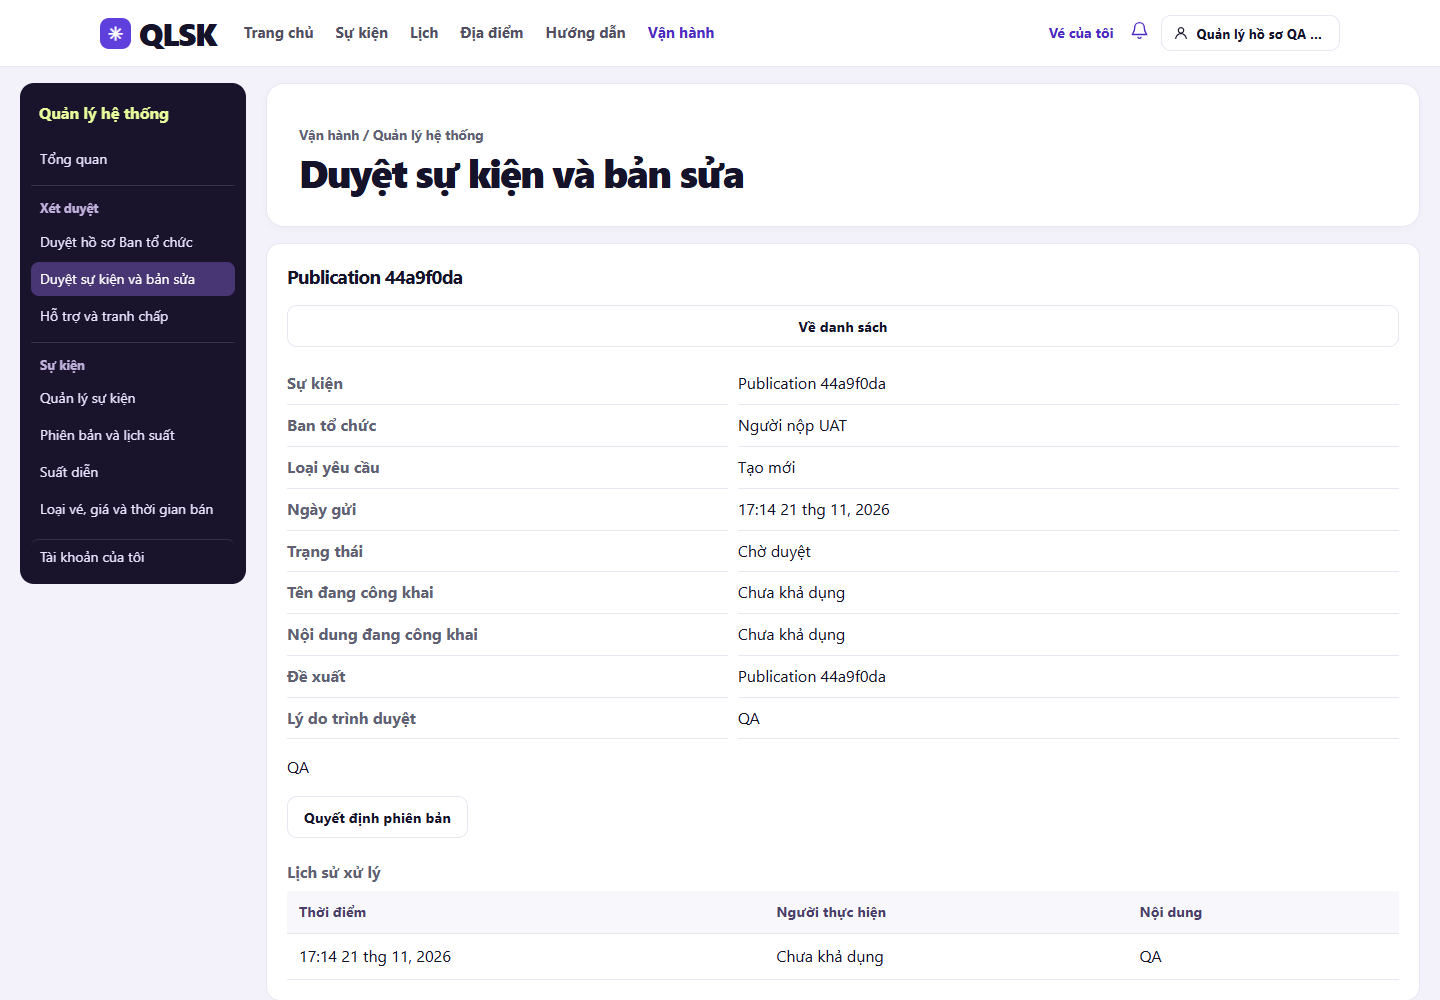 QLSK Trang chủ Sự kiện Lịch Địa điểm Hướng dẫn Vận hành Vé của tôi Quản lý hồ sơ QA ...
Quản lý hệ thống
Tổng quan
Xét duyệt
Duyệt hồ sơ Ban tổ chức
Duyệt sự kiện và bản sửa
Hỗ trợ và tranh chấp
Sự kiện
Quản lý sự kiện
Phiên bản và lịch suất
Suất diễn
Loại vé, giá và thời gian bán
Tài khoản của tôi
Vận hành / Quản lý hệ thống
Duyệt sự kiện và bản sửa
Publication 44a9f0da
Về danh sách
Sự kiện Publication 44a9f0da
Ban tổ chức Người nộp UAT
Loại yêu cầu Tạo mới
Ngày gửi 17:14 21 thg 11, 2026
Trạng thái Chờ duyệt
Tên đang công khai Chưa khả dụng
Nội dung đang công khai Chưa khả dụng
Đề xuất Publication 44a9f0da
Lý do trình duyệt QA
QA
Quyết định phiên bản
Lịch sử xử lý
Thời điểm Người thực hiện Nội dung
17:14 21 thg 11, 2026 Chưa khả dụng QA